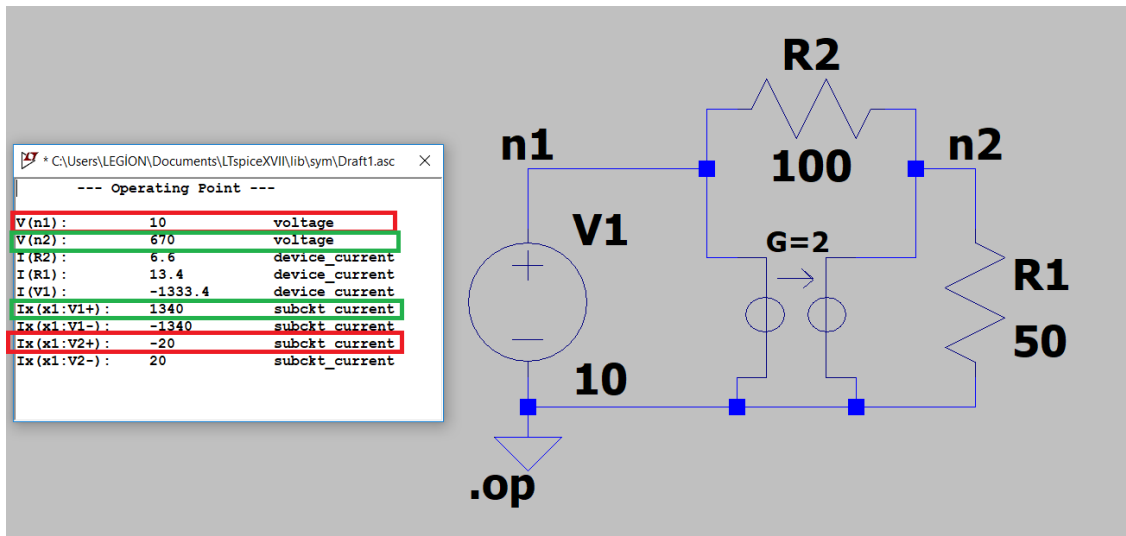 * C:\Users\LEGİON\Documents\LTspiceXVII\lib\sym\Draft1.asc
--- Operating Point ---
V(n1): 10 voltage
V(n2): 670 voltage
I(R2): 6.6 device_current
I(R1): 13.4 device_current
I(V1): -1333.4 device_current
Ix(x1:V1+): 1340 subckt_current
Ix(x1:V1-): -1340 subckt_current
Ix(x1:V2+): -20 subckt_current
Ix(x1:V2-): 20 subckt_current
R2
100
n1
n2
V1
10
G=2
R1
50
.op